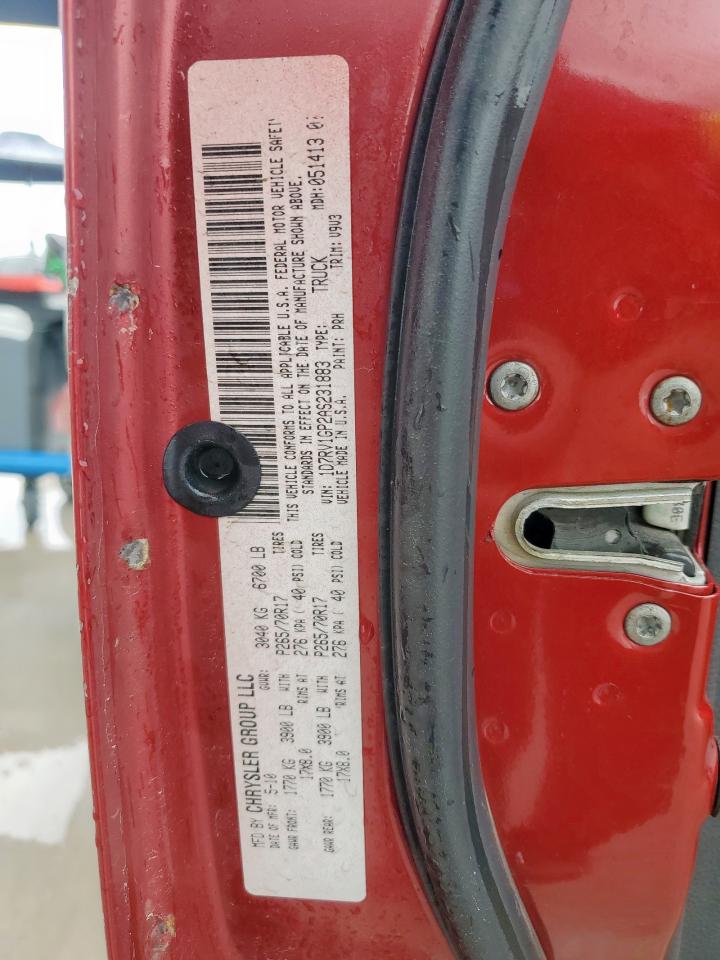 MFD BY CHRYSLER GROUP LLC
DATE OF MFR: 5-10 GVWR: 3040 KG 6700 LB
GAWR FRONT: 1770 KG 3900 LB WITH P265/70R17 TIRES
17X8.0 RIMS AT 276 KPA ( 40 PSI) COLD
GAWR REAR: 1770 KG 3900 LB WITH P265/70R17 TIRES
17X8.0 RIMS AT 276 KPA ( 40 PSI) COLD
THIS VEHICLE CONFORMS TO ALL APPLICABLE U.S.A. FEDERAL MOTOR VEHICLE SAFETY
STANDARDS IN EFFECT ON THE DATE OF MANUFACTURE SHOWN ABOVE.
VIN: 1D7RV1GP2AS231883 TYPE: TRUCK MDH: 051413 0
VEHICLE MADE IN U.S.A. PAINT: PRH TRIM: V9V3